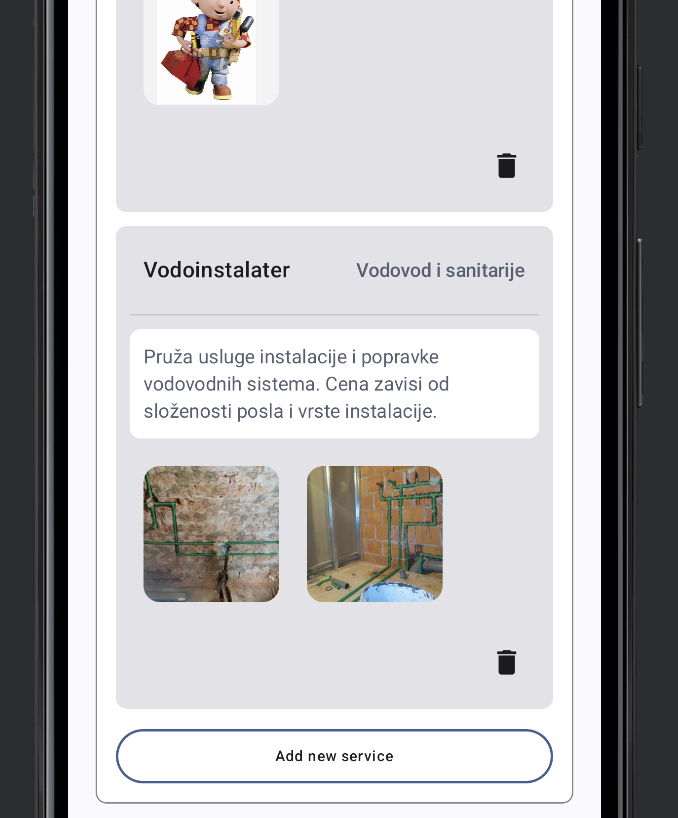 Vodoinstalater
Vodovod i sanitarije
Pruža usluge instalacije i popravke
vodovodnih sistema. Cena zavisi od
složenosti posla i vrste instalacije.
Add new service